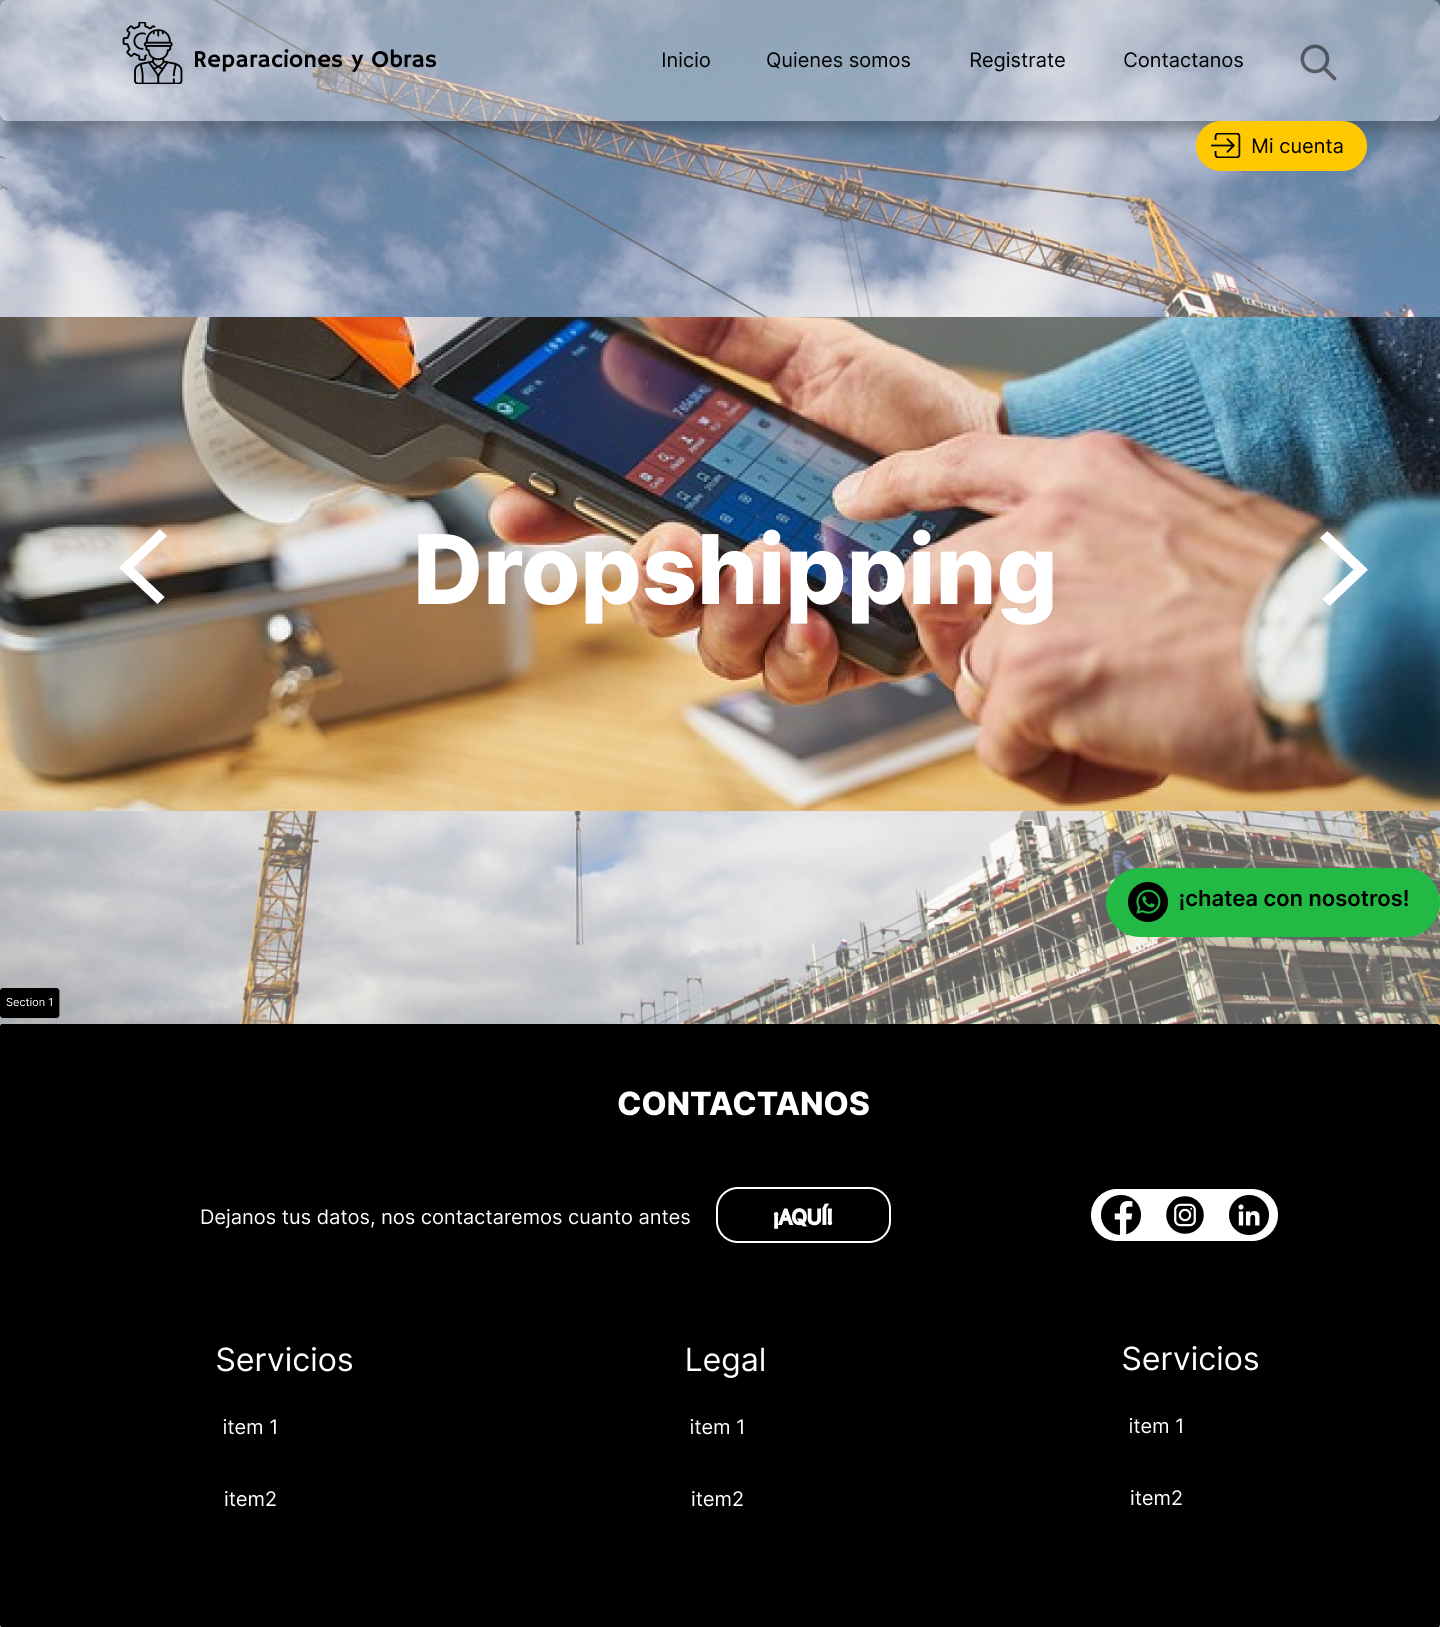 Reparaciones y Obras
Inicio
Quienes somos
Registrate
Contactanos
Mi cuenta
Dropshipping
¡chatea con nosotros!
Section 1
CONTACTANOS
Dejanos tus datos, nos contactaremos cuanto antes
¡AQUÍ!
Servicios
Legal
Servicios
item 1
item 1
item 1
item2
item2
item2